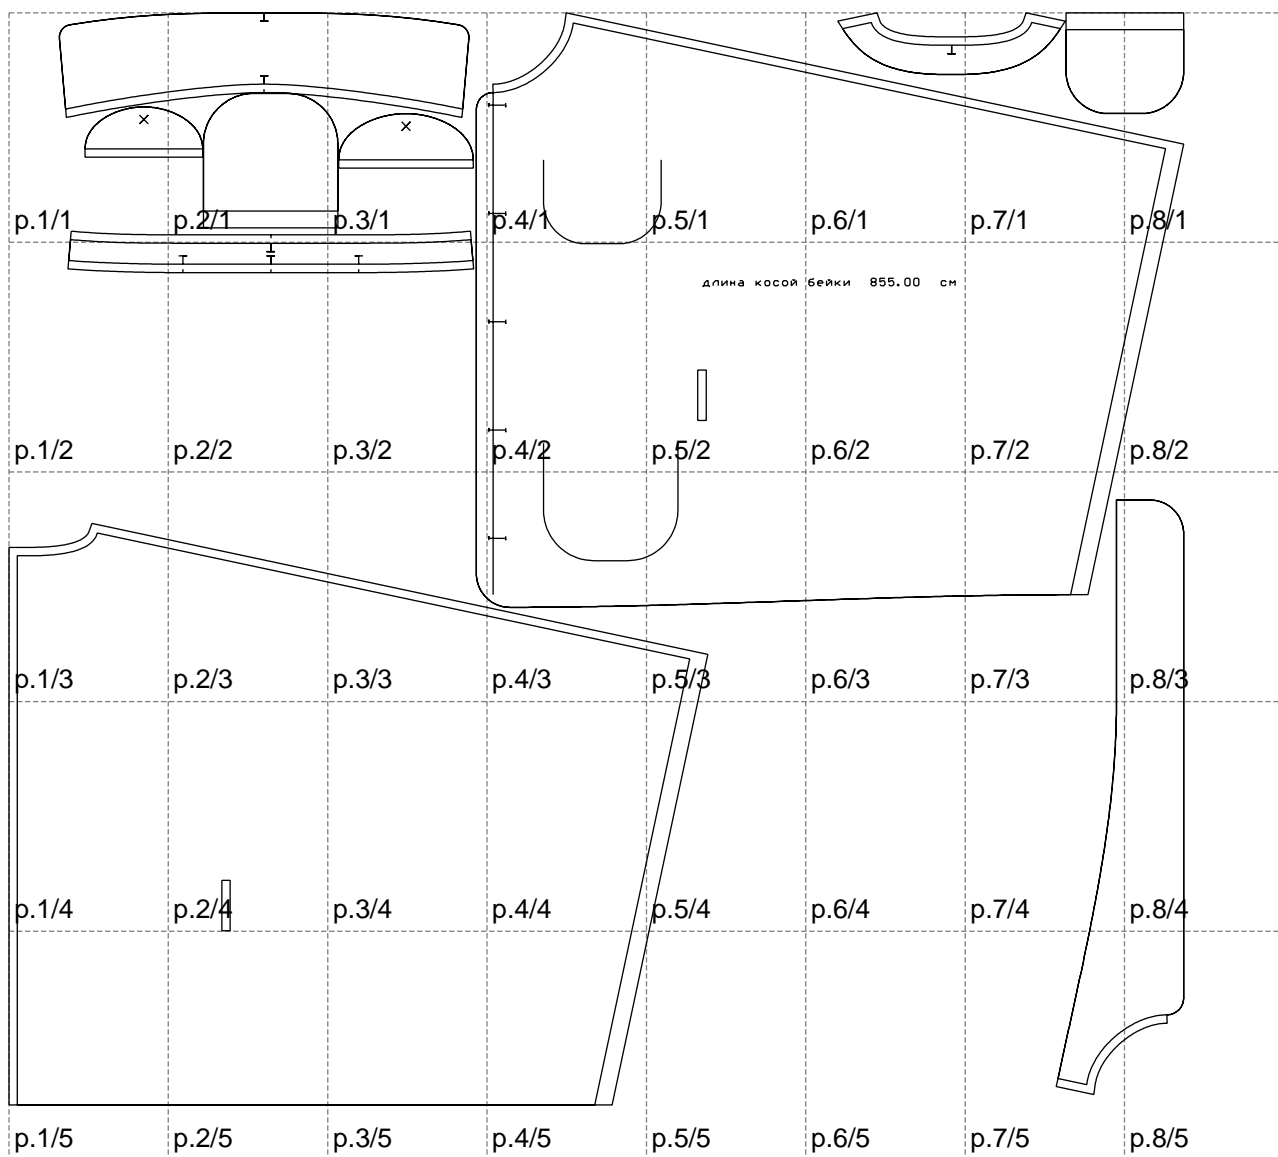 p.1/1 p.2/1 p.3/1 p.4/1 p.5/1 p.6/1 p.7/1 p.8/1
длина косой бейки 855.00 см
p.1/2 p.2/2 p.3/2 p.4/2 p.5/2 p.6/2 p.7/2 p.8/2
p.1/3 p.2/3 p.3/3 p.4/3 p.5/3 p.6/3 p.7/3 p.8/3
p.1/4 p.2/4 p.3/4 p.4/4 p.5/4 p.6/4 p.7/4 p.8/4
p.1/5 p.2/5 p.3/5 p.4/5 p.5/5 p.6/5 p.7/5 p.8/5